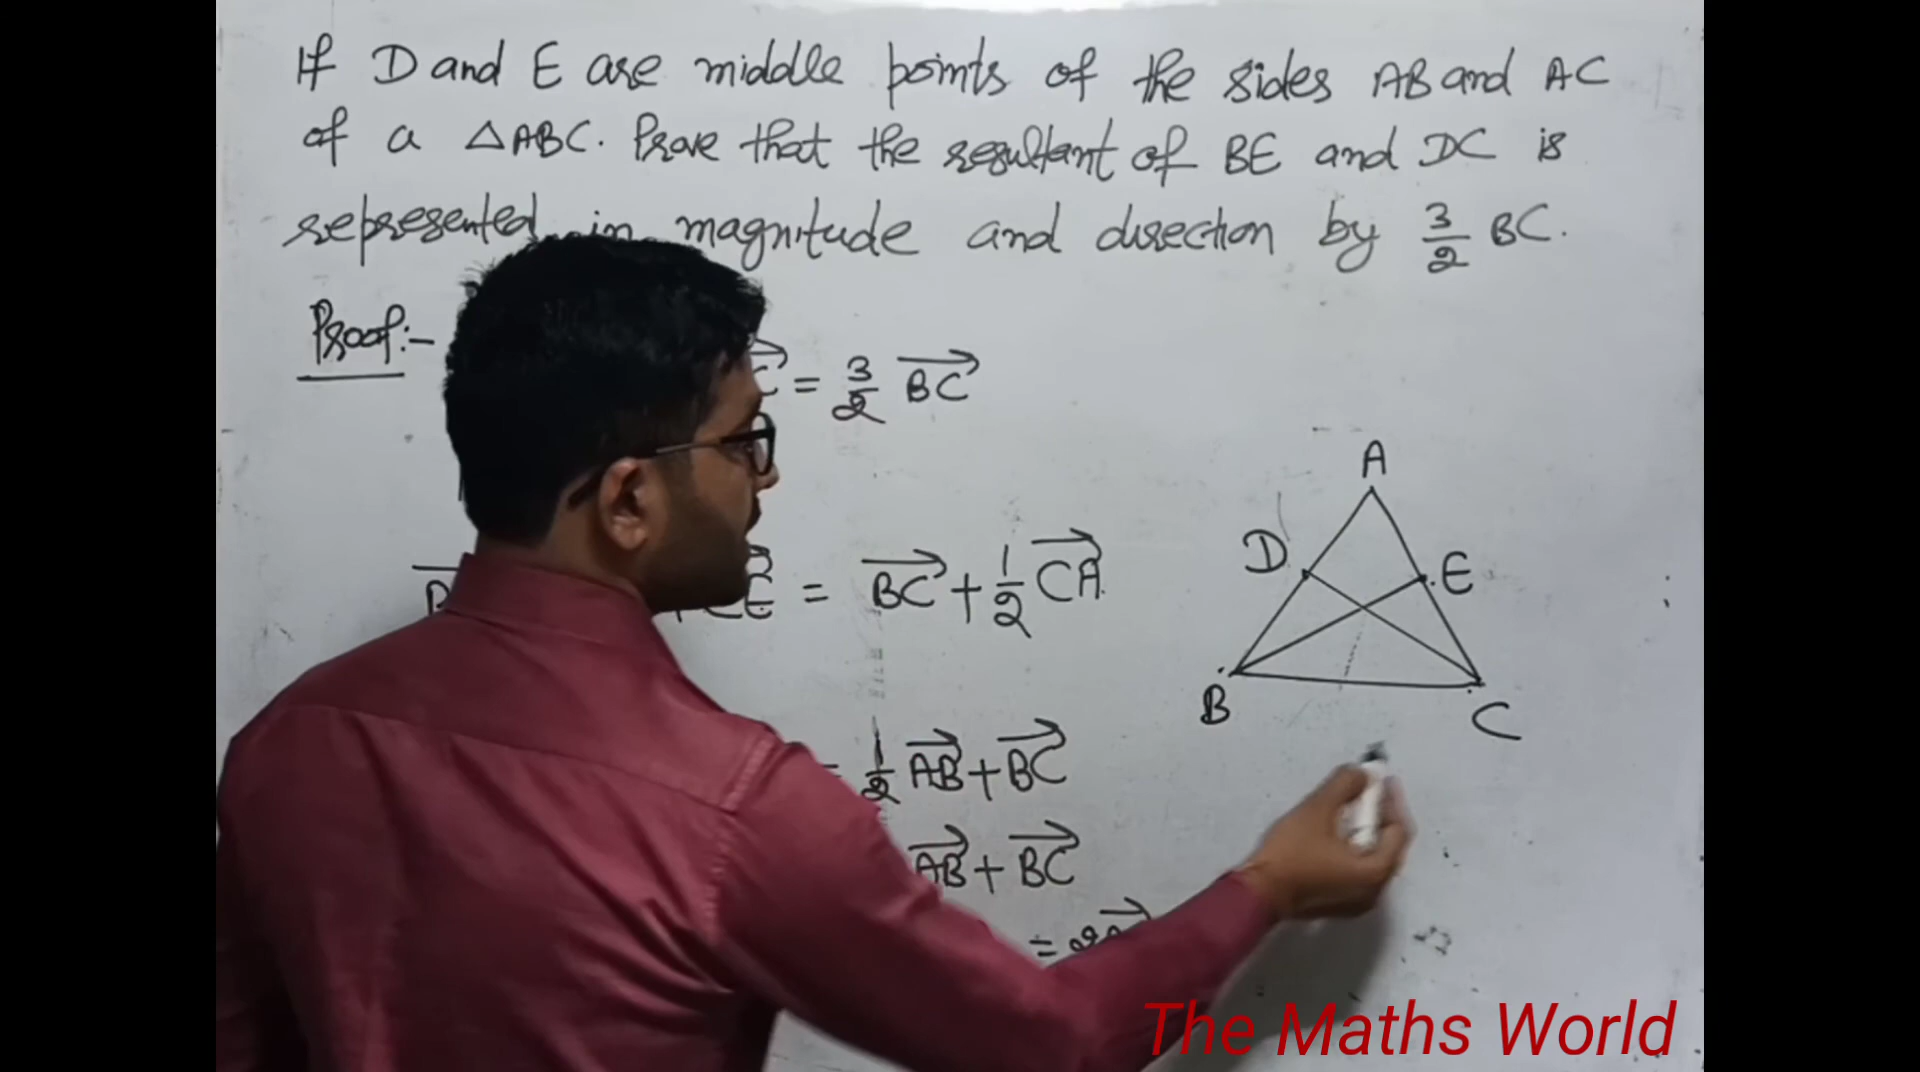 If D and E are middle points of the sides AB and AC
of a △ABC. Prove that the resultant of BE and DC is
represented in magnitude and direction by 3/2 BC.
Proof:-
C = 3/2 BC
= BC + 1/2 CA
= 1/2 AB + BC
AB + BC
=
A
D
E
B
C
The Maths World